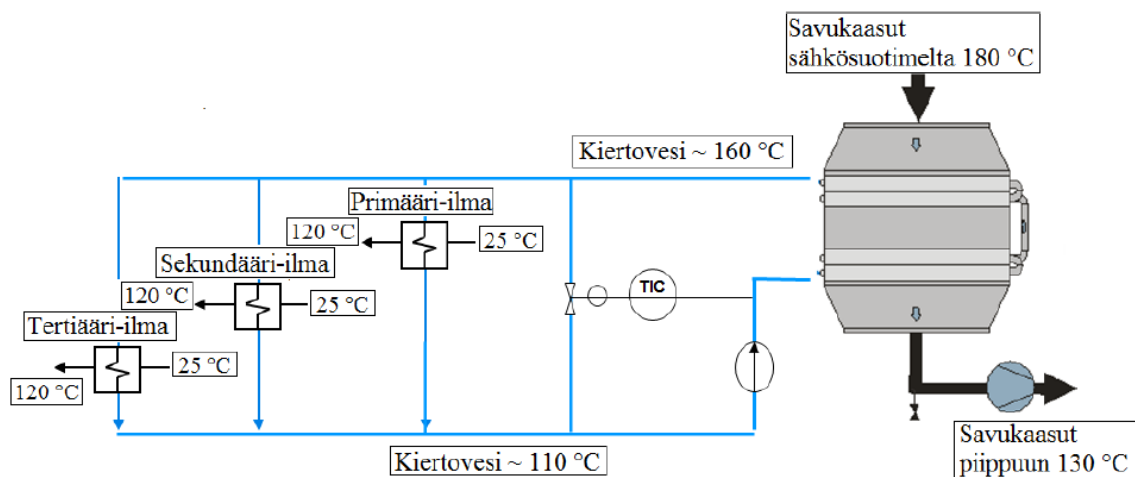 Savukaasut
sähkösuotimelta 180 °C
Kiertovesi ~ 160 °C
Primääri-ilma
120 °C
25 °C
Sekundääri-ilma
120 °C
25 °C
TIC
Tertiääri-ilma
25 °C
120 °C
Kiertovesi ~ 110 °C
Savukaasut
piippuun 130 °C